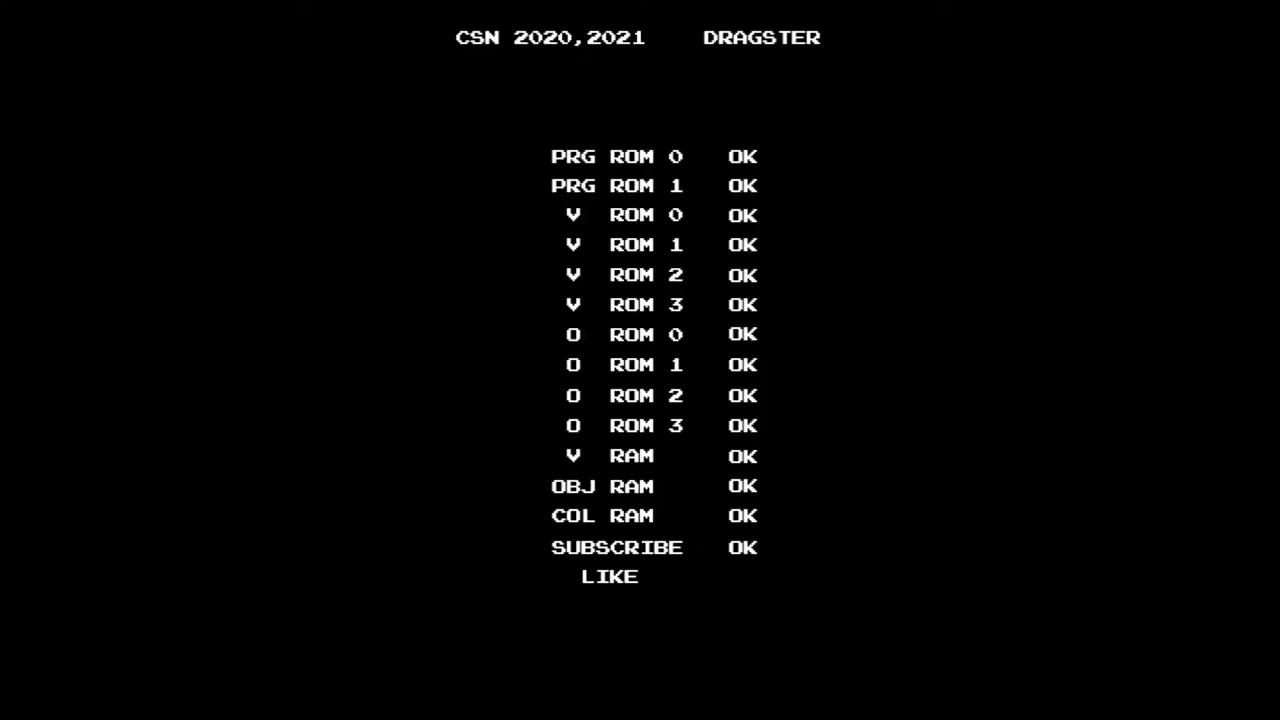 CSN 2020,2021 DRAGSTER
PRG ROM 0 OK
PRG ROM 1 OK
V ROM 0 OK
V ROM 1 OK
V ROM 2 OK
V ROM 3 OK
O ROM 0 OK
O ROM 1 OK
O ROM 2 OK
O ROM 3 OK
V RAM OK
OBJ RAM OK
COL RAM OK
SUBSCRIBE OK
LIKE